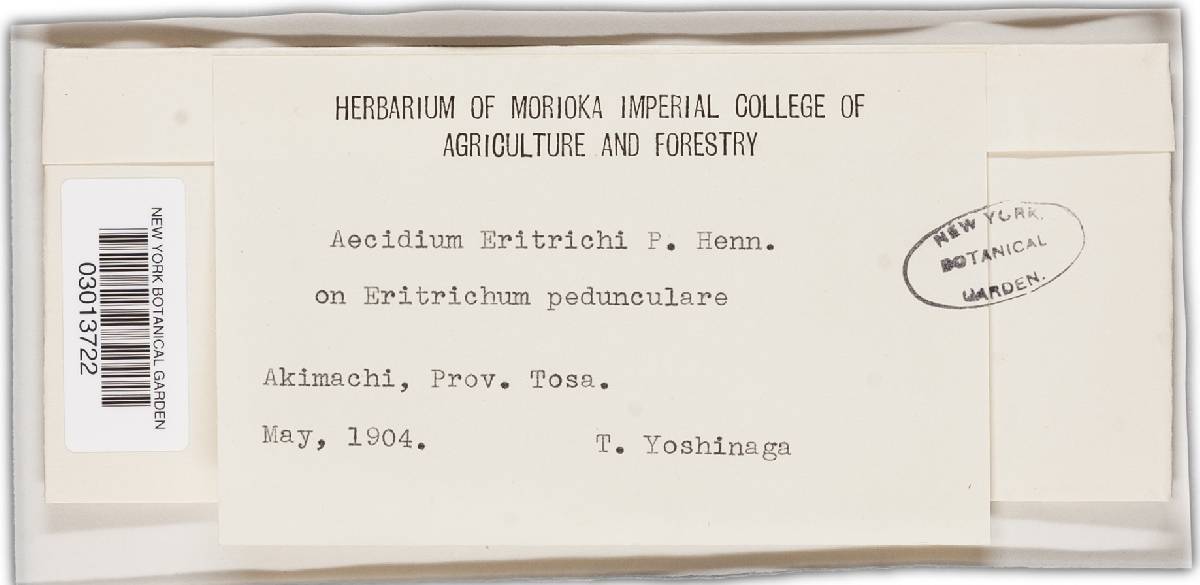 HERBARIUM OF MORIOKA IMPERIAL COLLEGE OF
AGRICULTURE AND FORESTRY
Aecidium Eritrichi P. Henn.
on Eritrichum pedunculare
Akimachi, Prov. Tosa.
May, 1904. T. Yoshinaga
NEW YORK BOTANICAL GARDEN
03013722
NEW YORK.
BOTANICAL
GARDEN.